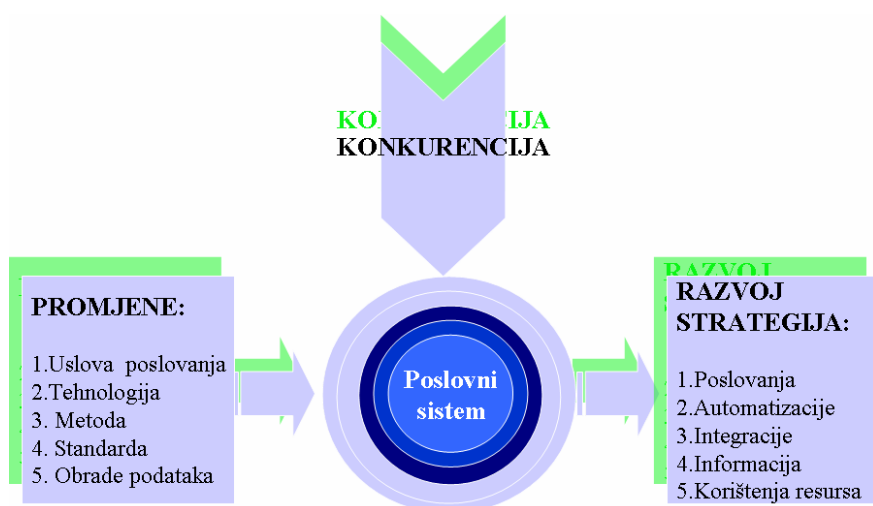 KONKURENCIJA
PROMJENE:
1.Uslova poslovanja
2.Tehnologija
3. Metoda
4. Standarda
5. Obrade podataka
Poslovni
sistem
RAZVOJ
RAZVOJ
STRATEGIJA:
1.Poslovanja
2.Automatizacije
3.Integracije
4.Informacija
5.Korištenja resursa